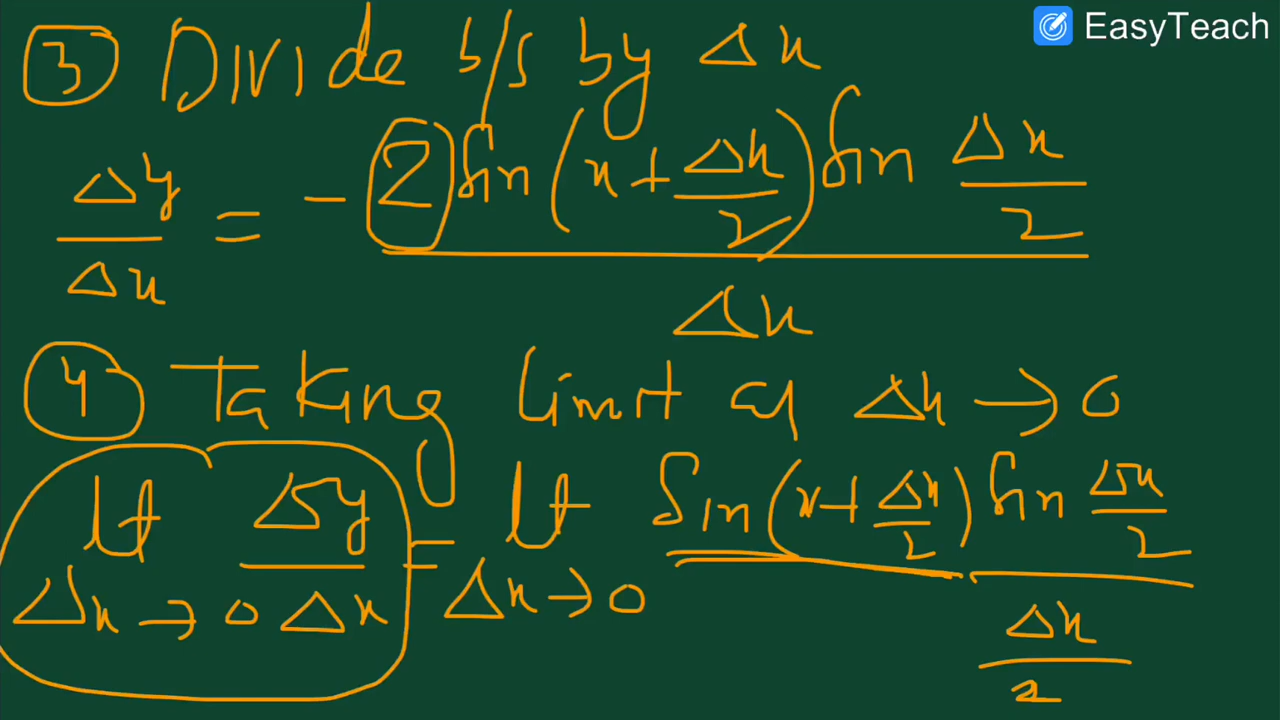 EasyTeach
③ Divide b/s by Δx
Δy/Δx = - 2 sin(x + Δx/2) sin Δx/2 / Δx
④ Taking limit as Δx → 0
lt Δx→0 Δy/Δx = lt Δx→0 Sin(x + Δx/2) sin Δx/2 / Δx/2